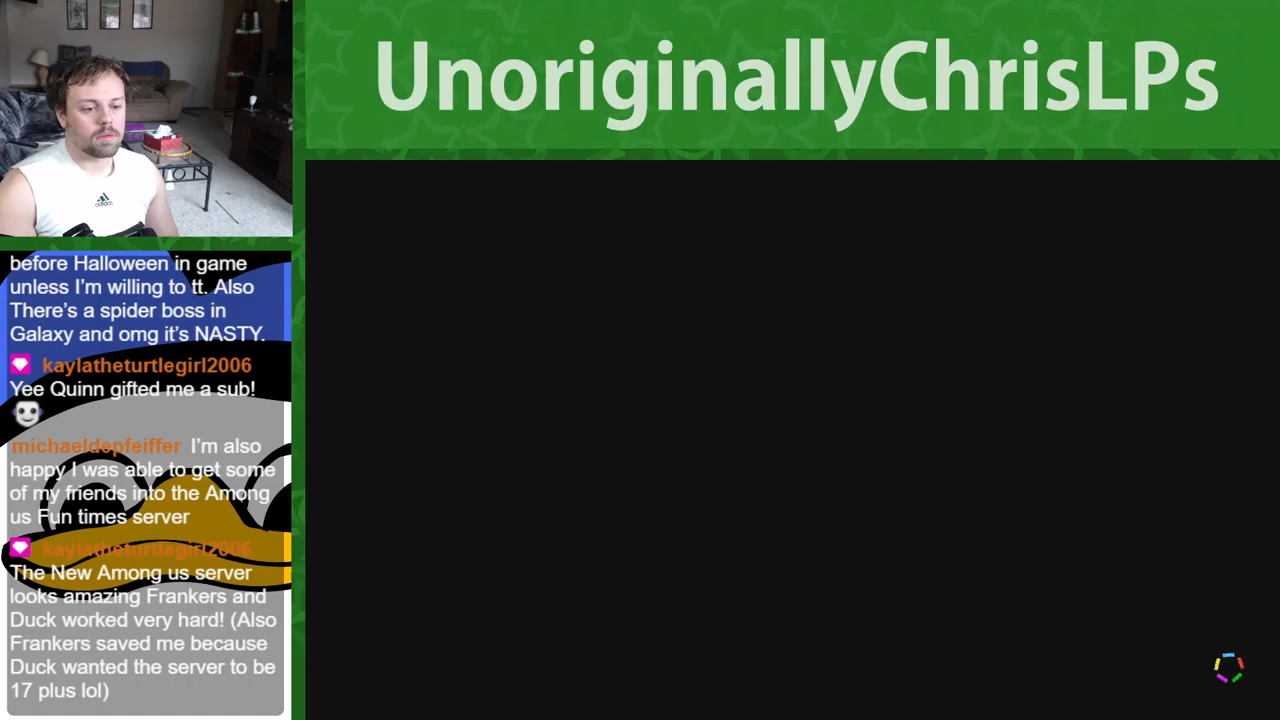 UnoriginallyChrisLPs
adidas
before Halloween in game
unless I'm willing to tt. Also
There's a spider boss in
Galaxy and omg it's NASTY.
kaylatheturtlegirl2006
Yee Quinn gifted me a sub!
michaeldepfeiffer I'm also
happy I was able to get some
of my friends into the Among
us Fun times server
kaylatheturtlegirl2006
The New Among us server
looks amazing Frankers and
Duck worked very hard! (Also
Frankers saved me because
Duck wanted the server to be
17 plus lol)